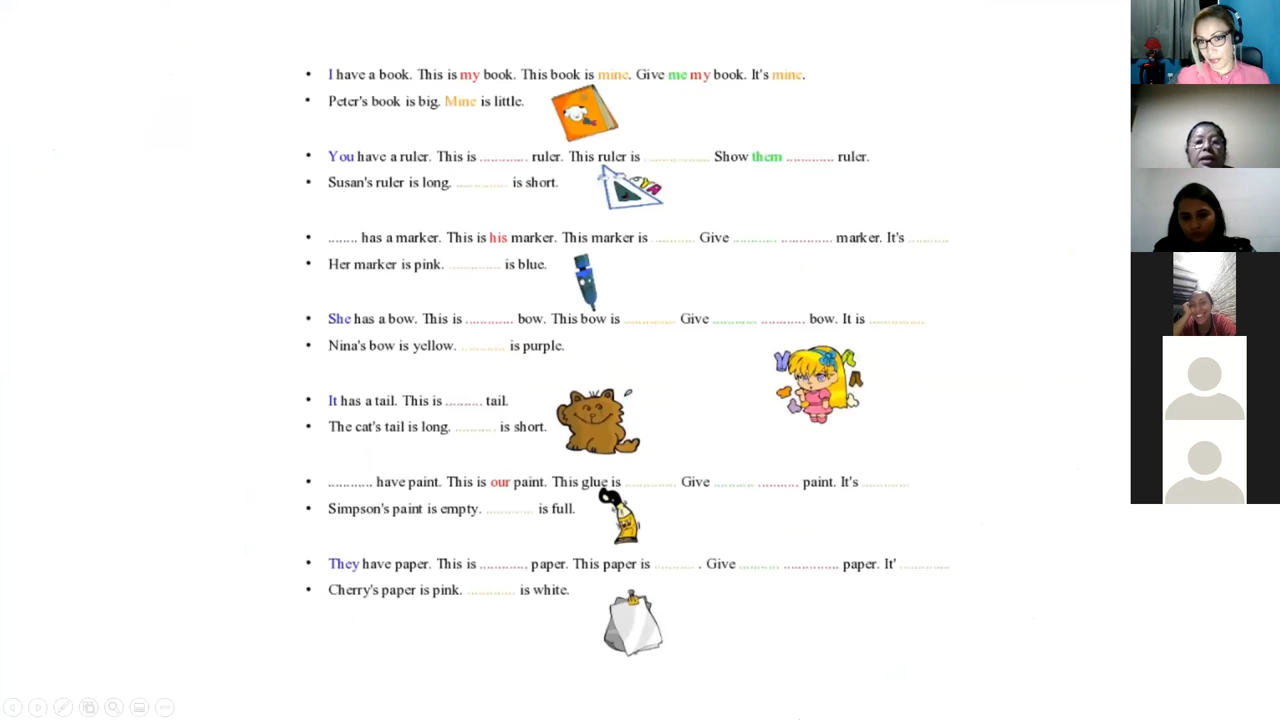 • I have a book. This is my book. This book is mine. Give me my book. It's mine.
• Peter's book is big. Mine is little.
• You have a ruler. This is ............. ruler. This ruler is .................. Show them ............. ruler.
• Susan's ruler is long. .............. is short.
• ........ has a marker. This is his marker. This marker is ............ Give ............ .............. marker. It's ...........
• Her marker is pink. .............. is blue.
• She has a bow. This is ............. bow. This bow is .............. Give ............ ............ bow. It is ...............
• Nina's bow is yellow. ............ is purple.
• It has a tail. This is .......... tail.
• The cat's tail is long. ........... is short.
• ............ have paint. This is our paint. This glue is .............. Give ........... ........... paint. It's .............
• Simpson's paint is empty. ............. is full.
• They have paper. This is ............. paper. This paper is .......... . Give ........... ............... paper. It' ..............
• Cherry's paper is pink. ............. is white.